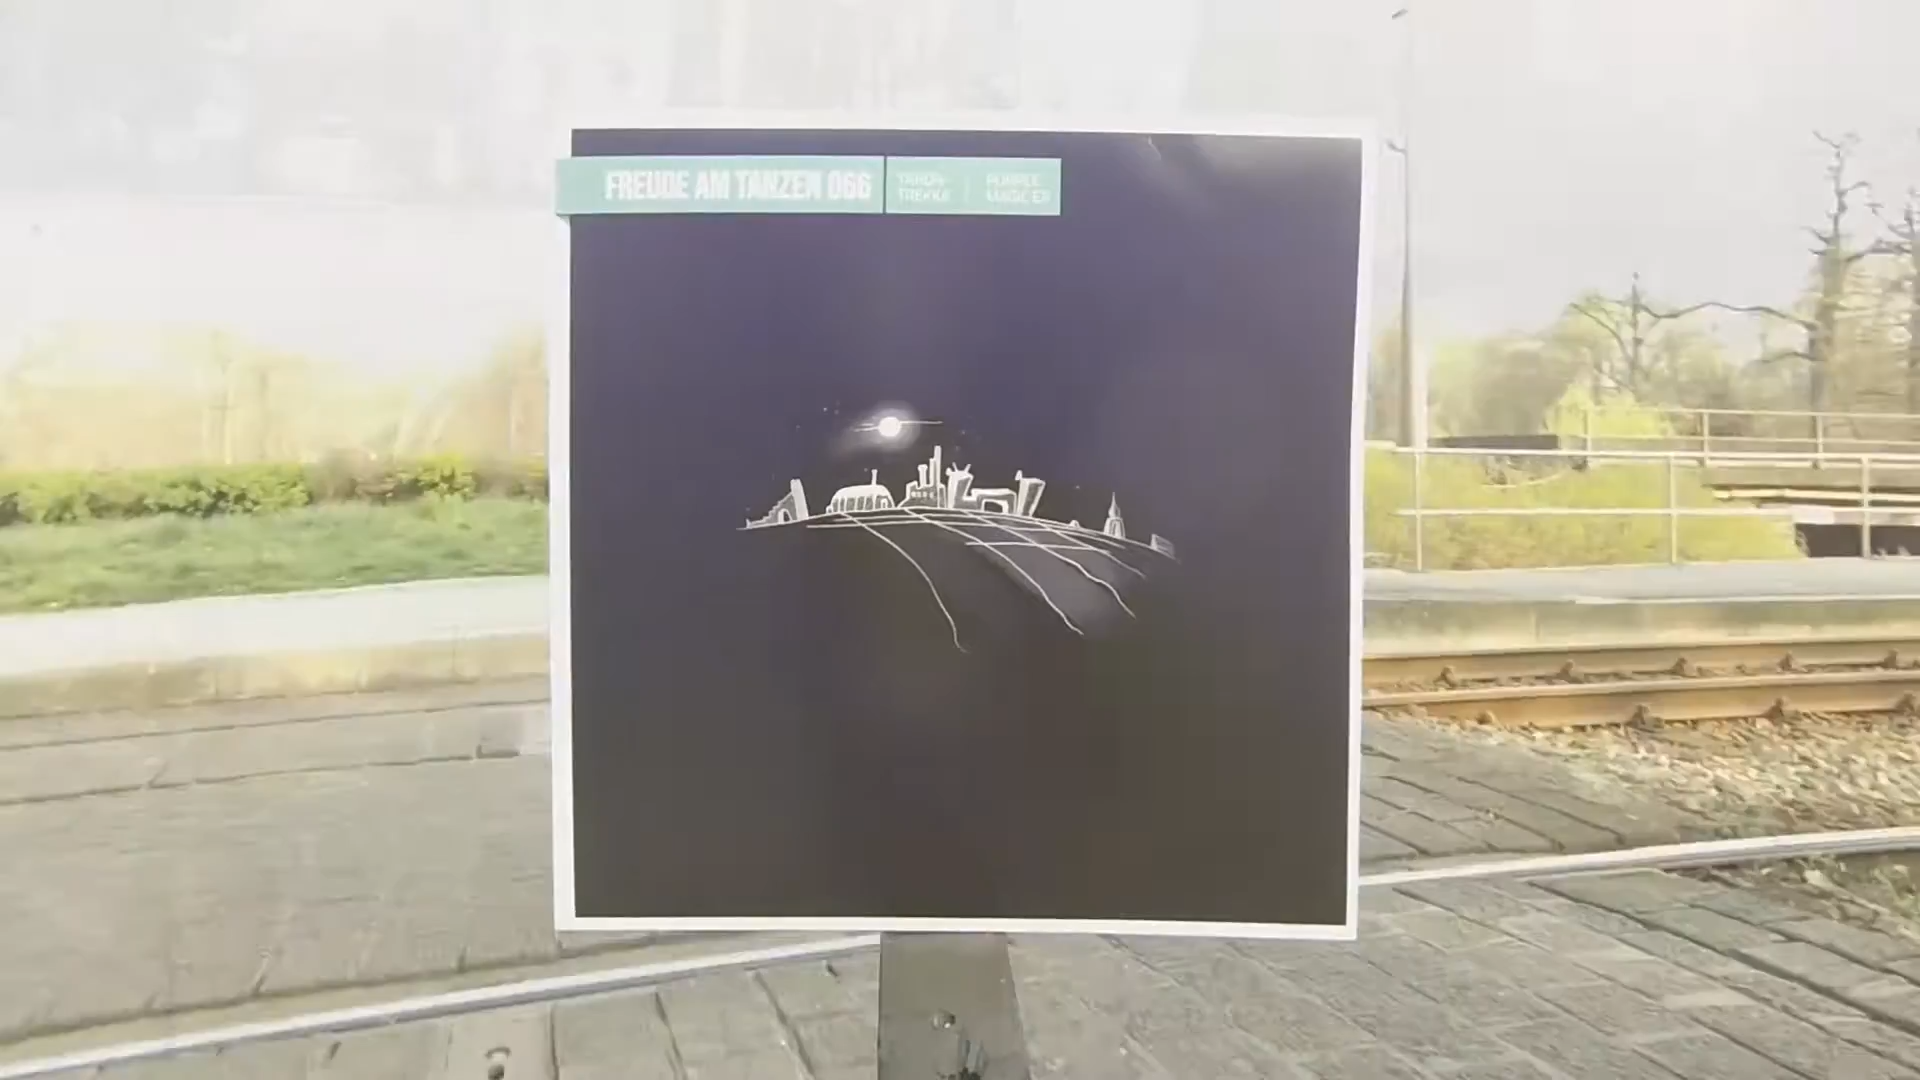 FREUDE AM TANZEN 066
TARON-
TREKKA
PURPLE
MAGIC EP